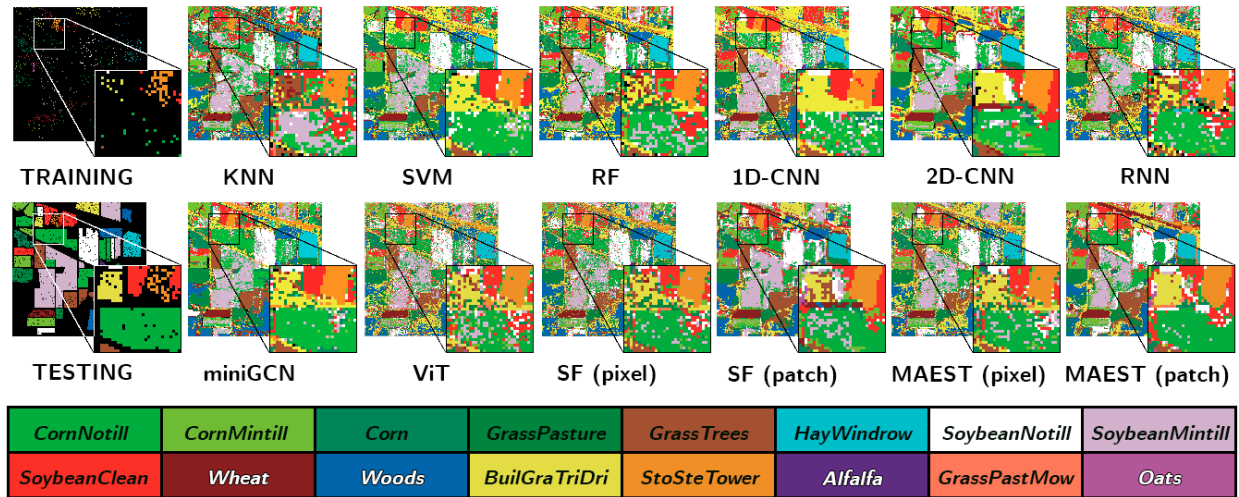 TRAINING KNN SVM RF 1D-CNN 2D-CNN RNN
TESTING miniGCN ViT SF (pixel) SF (patch) MAEST (pixel) MAEST (patch)
CornNotill CornMintill Corn GrassPasture GrassTrees HayWindrow SoybeanNotill SoybeanMintill
SoybeanClean Wheat Woods BuilGraTriDri StoSteTower Alfalfa GrassPastMow Oats